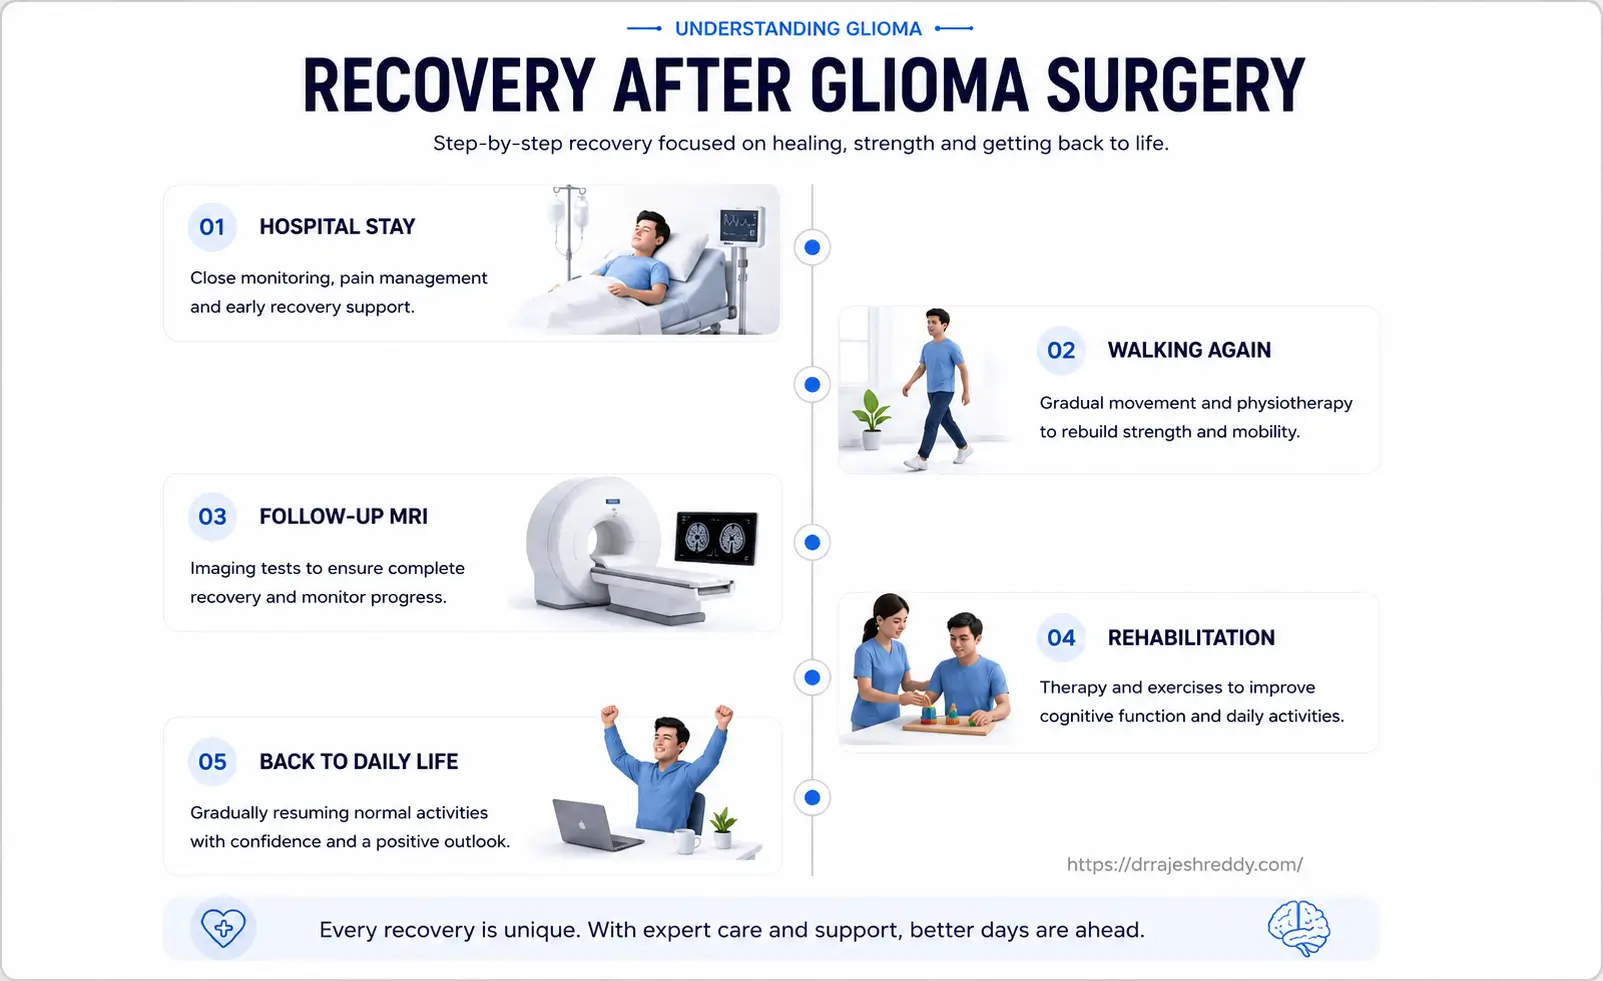 UNDERSTANDING GLIOMA
RECOVERY AFTER GLIOMA SURGERY
Step-by-step recovery focused on healing, strength and getting back to life.
01 HOSPITAL STAY
Close monitoring, pain management
and early recovery support.
02 WALKING AGAIN
Gradual movement and physiotherapy
to rebuild strength and mobility.
03 FOLLOW-UP MRI
Imaging tests to ensure complete
recovery and monitor progress.
04 REHABILITATION
Therapy and exercises to improve
cognitive function and daily activities.
05 BACK TO DAILY LIFE
Gradually resuming normal activities
with confidence and a positive outlook.
https://drrajeshreddy.com/
Every recovery is unique. With expert care and support, better days are ahead.